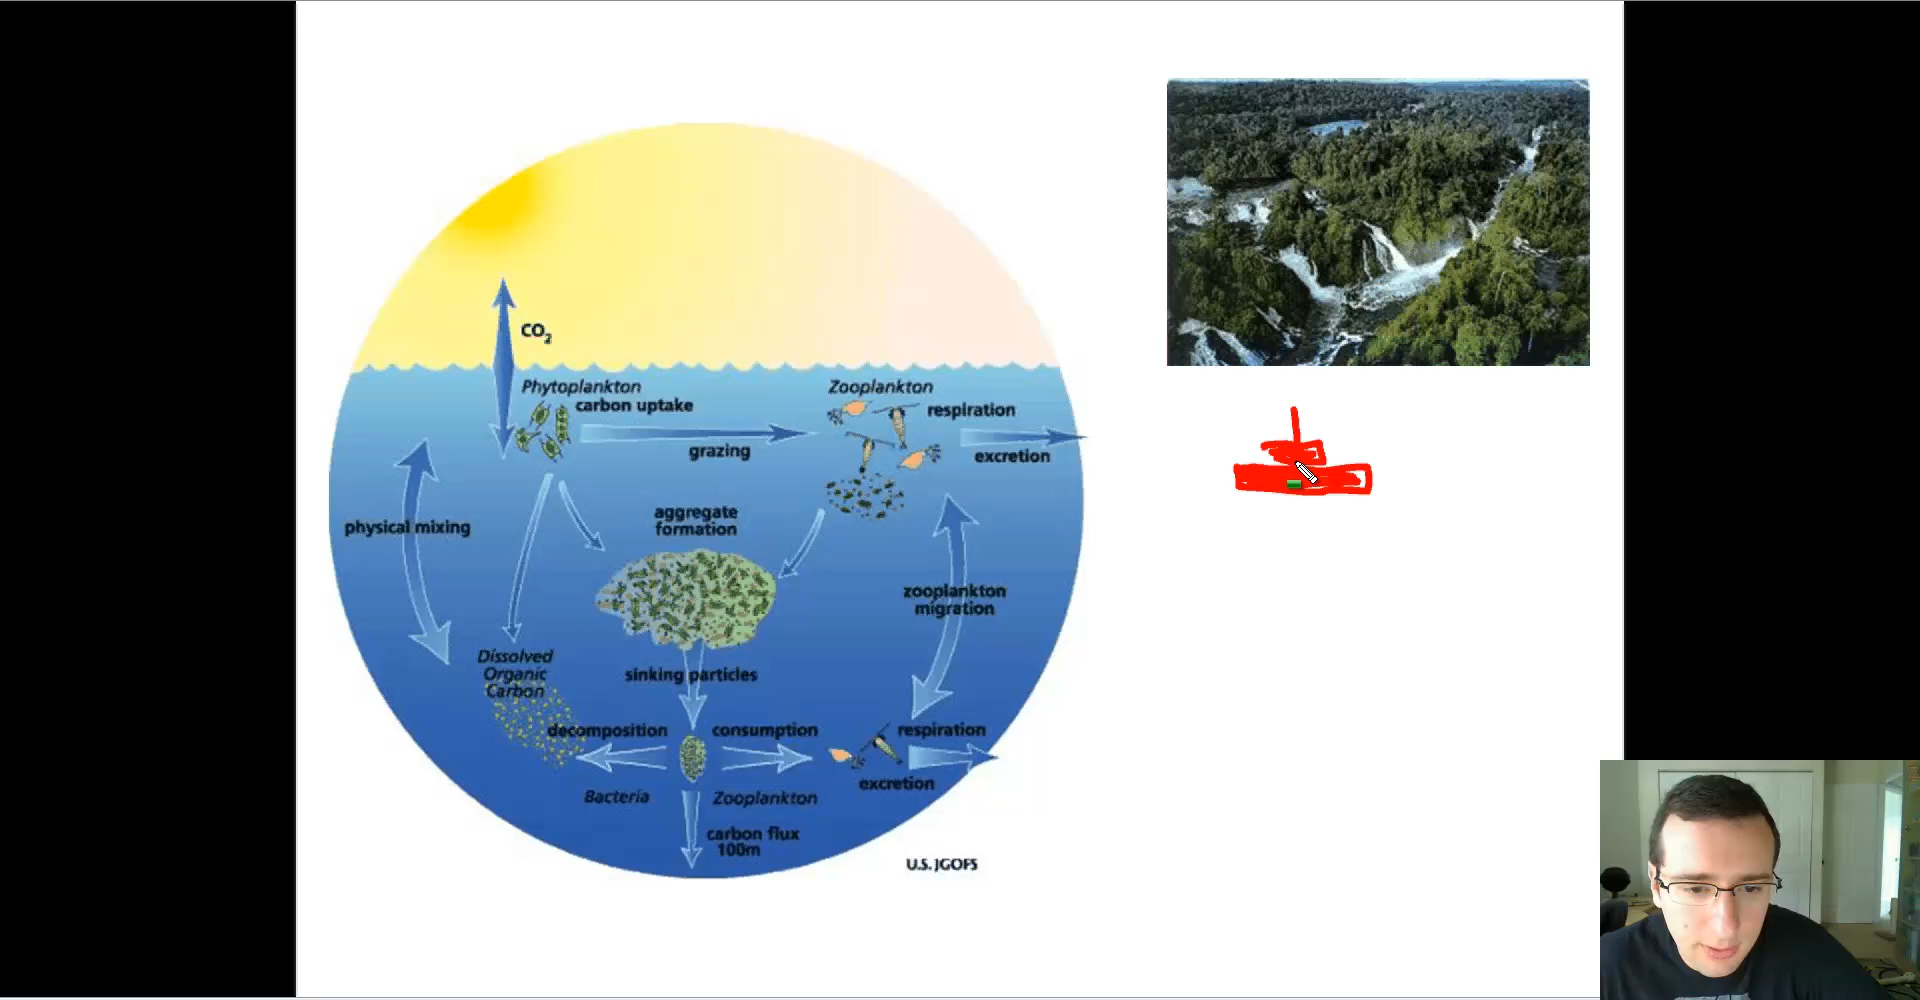 CO2
Phytoplankton
carbon uptake
Zooplankton
respiration
grazing
excretion
physical mixing
aggregate
formation
zooplankton
migration
Dissolved
Organic
Carbon
sinking particles
decomposition
consumption
respiration
excretion
Bacteria
Zooplankton
carbon flux
100m
U.S. JGOFS